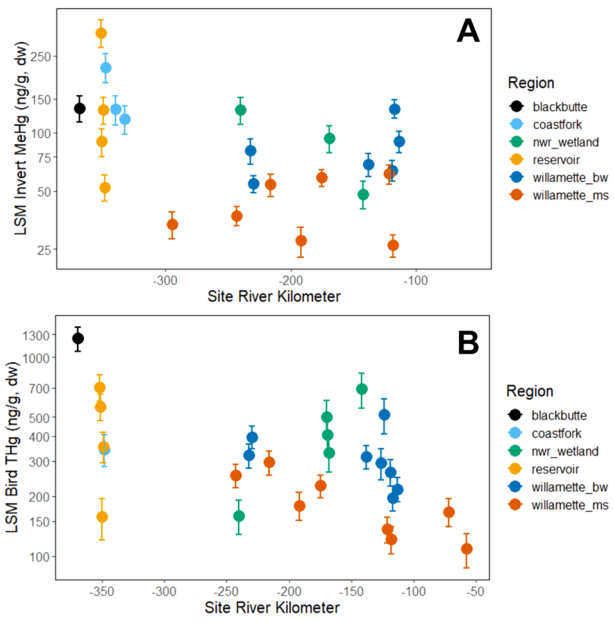 A
LSM Invert MeHg (ng/g, dw)
250
150
100
75
50
25
-300
-200
-100
Site River Kilometer
Region
blackbutte
coastfork
nwr_wetland
reservoir
willamette_bw
willamette_ms
B
LSM Bird THg (ng/g, dw)
1300
1000
700
500
400
300
200
150
100
-350
-300
-250
-200
-150
-100
-50
Site River Kilometer
Region
blackbutte
coastfork
nwr_wetland
reservoir
willamette_bw
willamette_ms